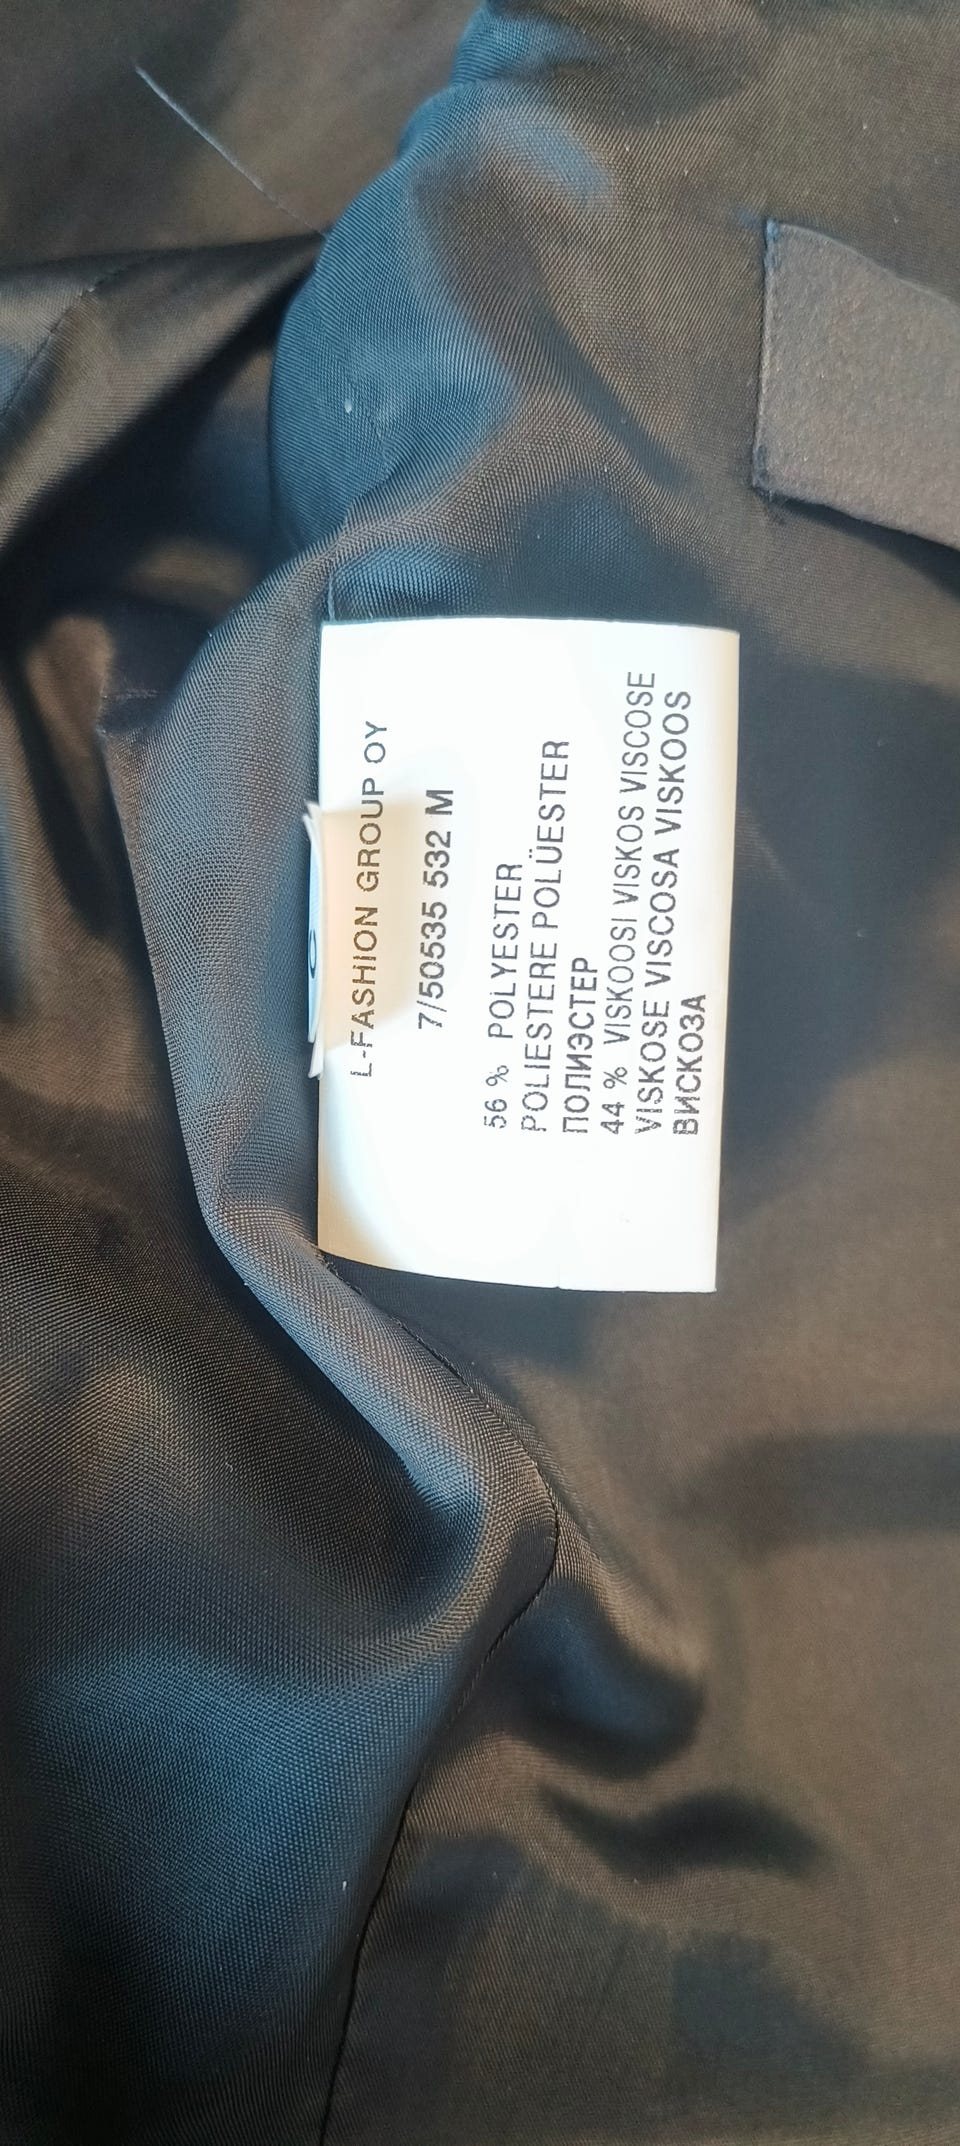 C
L-FASHION GROUP OY
7/50535 532 M
56 % POLYESTER
POLIESTERE POLÜESTER
ПОЛИЭСТЕР
44 % VISKOOSI VISKOS VISCOSE
VISKOSE VISCOSA VISKOOS
ВИСКОЗА